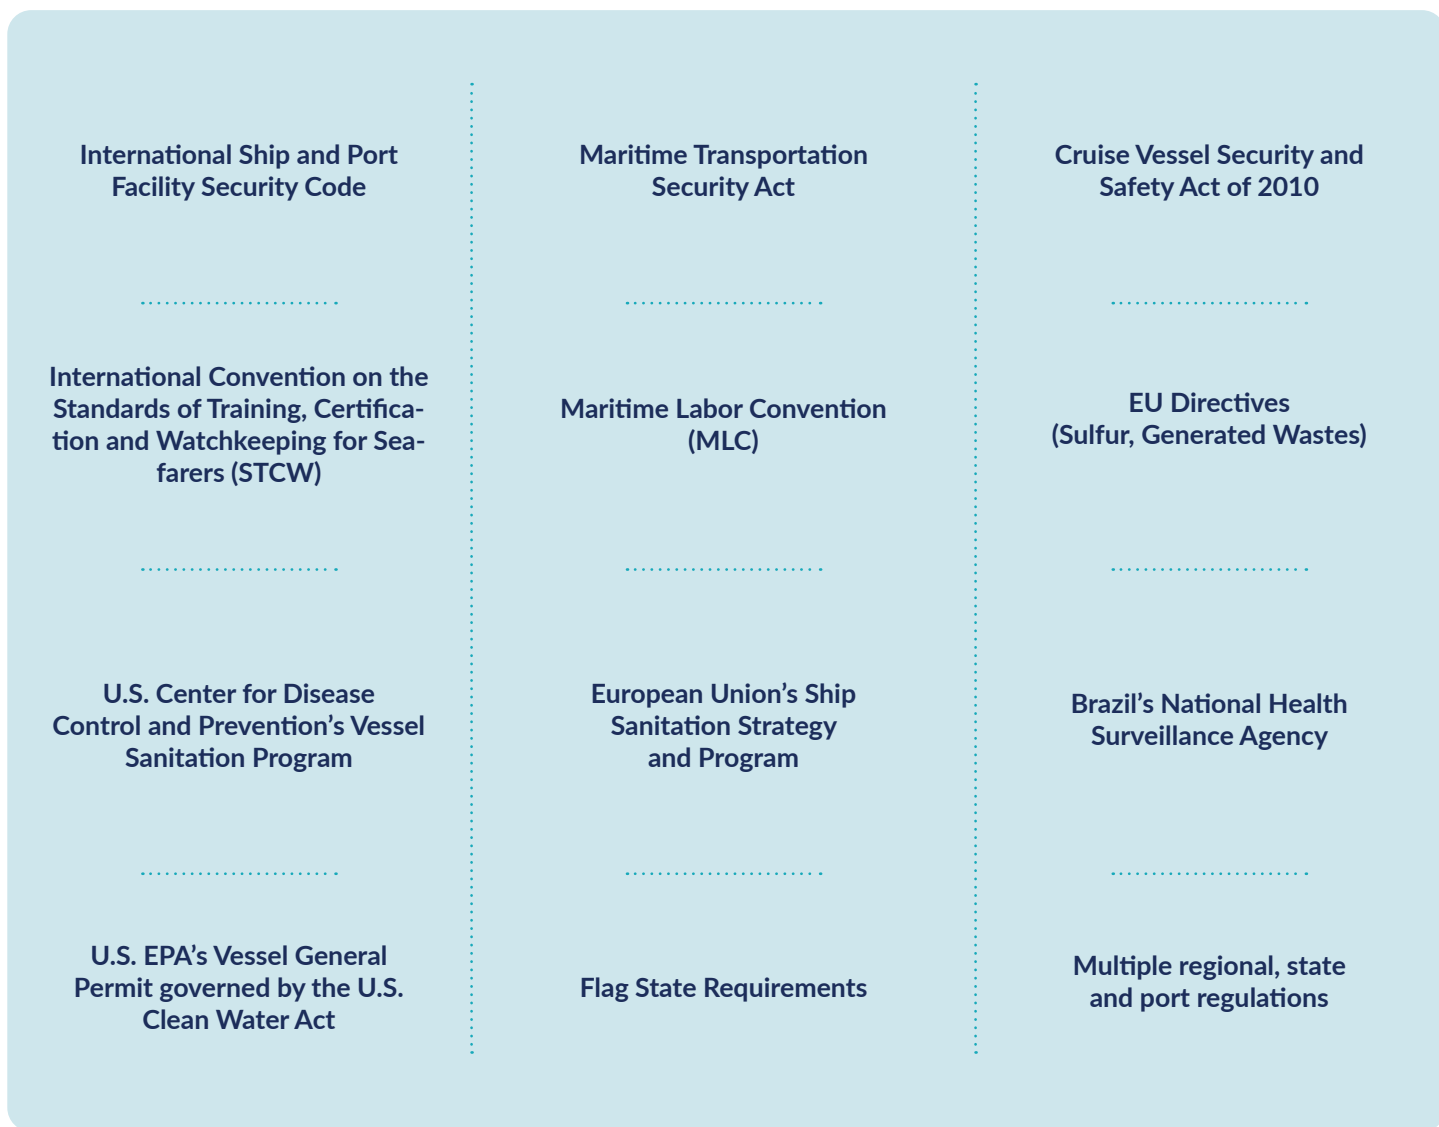 International Ship and Port
Facility Security Code
Maritime Transportation
Security Act
Cruise Vessel Security and
Safety Act of 2010
International Convention on the
Standards of Training, Certifica-
tion and Watchkeeping for Sea-
farers (STCW)
Maritime Labor Convention
(MLC)
EU Directives
(Sulfur, Generated Wastes)
U.S. Center for Disease
Control and Prevention’s Vessel
Sanitation Program
European Union’s Ship
Sanitation Strategy
and Program
Brazil’s National Health
Surveillance Agency
U.S. EPA’s Vessel General
Permit governed by the U.S.
Clean Water Act
Flag State Requirements
Multiple regional, state
and port regulations